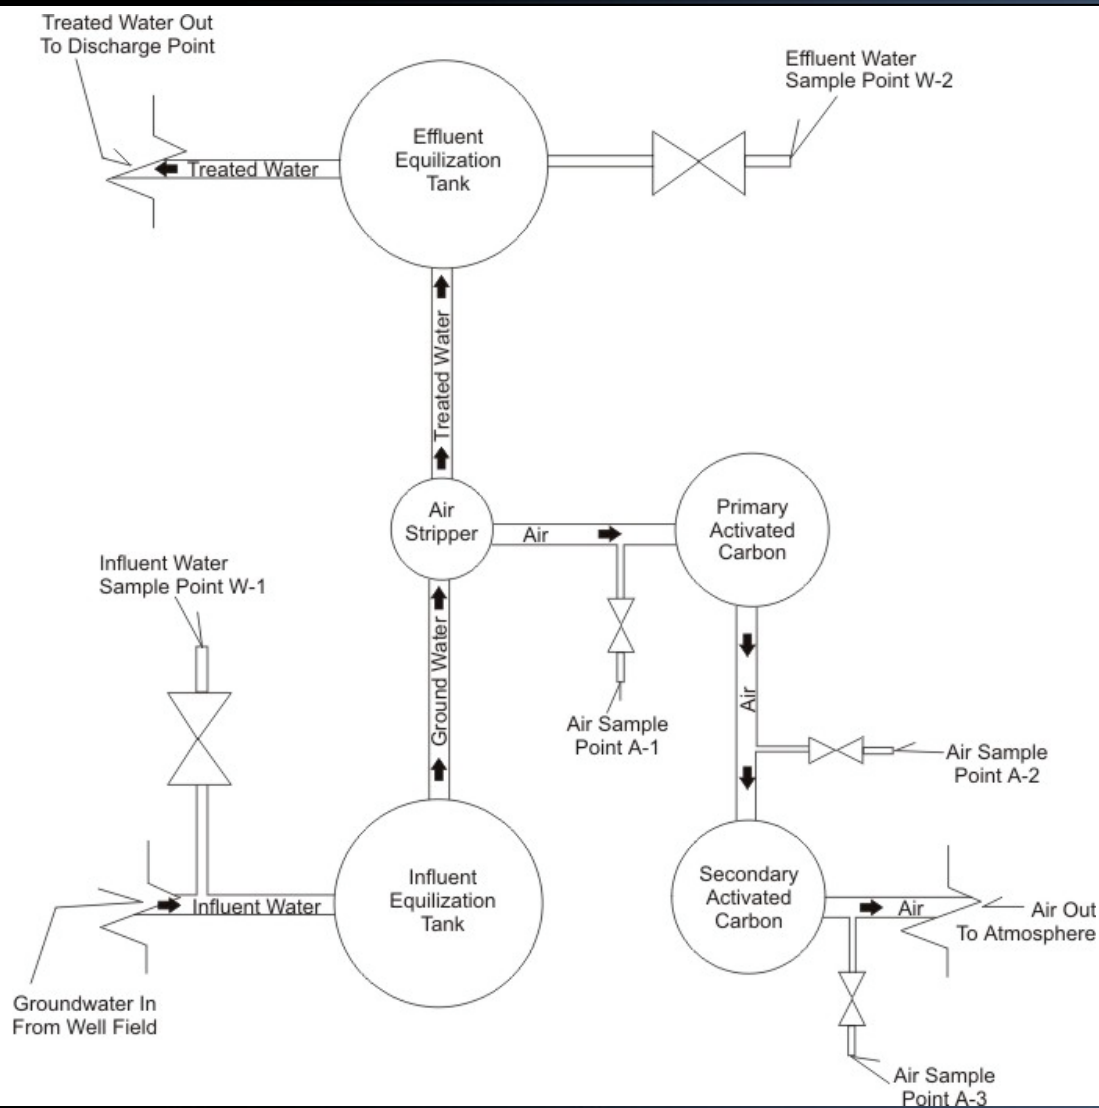 Treated Water Out
To Discharge Point
Effluent Water
Sample Point W-2
Effluent
Equilization
Tank
Treated Water
Treated Water
Air
Stripper
Air
Primary
Activated
Carbon
Influent Water
Sample Point W-1
Ground Water
Air Sample
Point A-1
Air
Air Sample
Point A-2
Influent
Equilization
Tank
Influent Water
Secondary
Activated
Carbon
Air
Air Out
To Atmosphere
Groundwater In
From Well Field
Air Sample
Point A-3